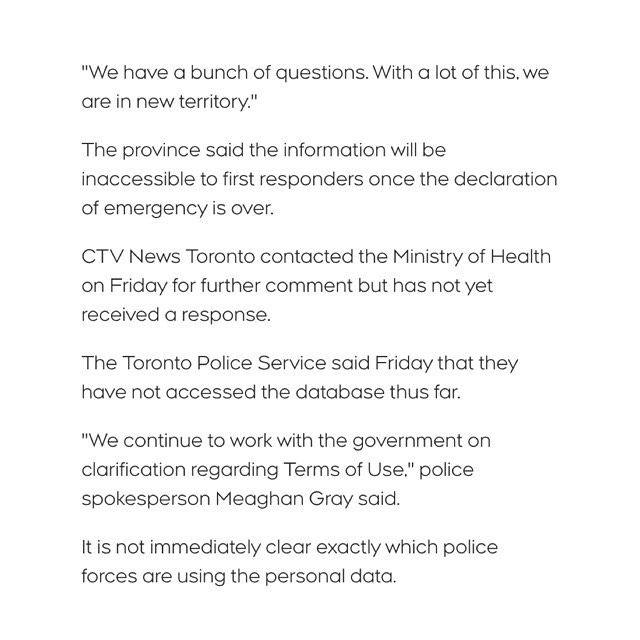 "We have a bunch of questions. With a lot of this, we
are in new territory."
The province said the information will be
inaccessible to first responders once the declaration
of emergency is over.
CTV News Toronto contacted the Ministry of Health
on Friday for further comment but has not yet
received a response.
The Toronto Police Service said Friday that they
have not accessed the database thus far.
"We continue to work with the government on
clarification regarding Terms of Use," police
spokesperson Meaghan Gray said.
It is not immediately clear exactly which police
forces are using the personal data.